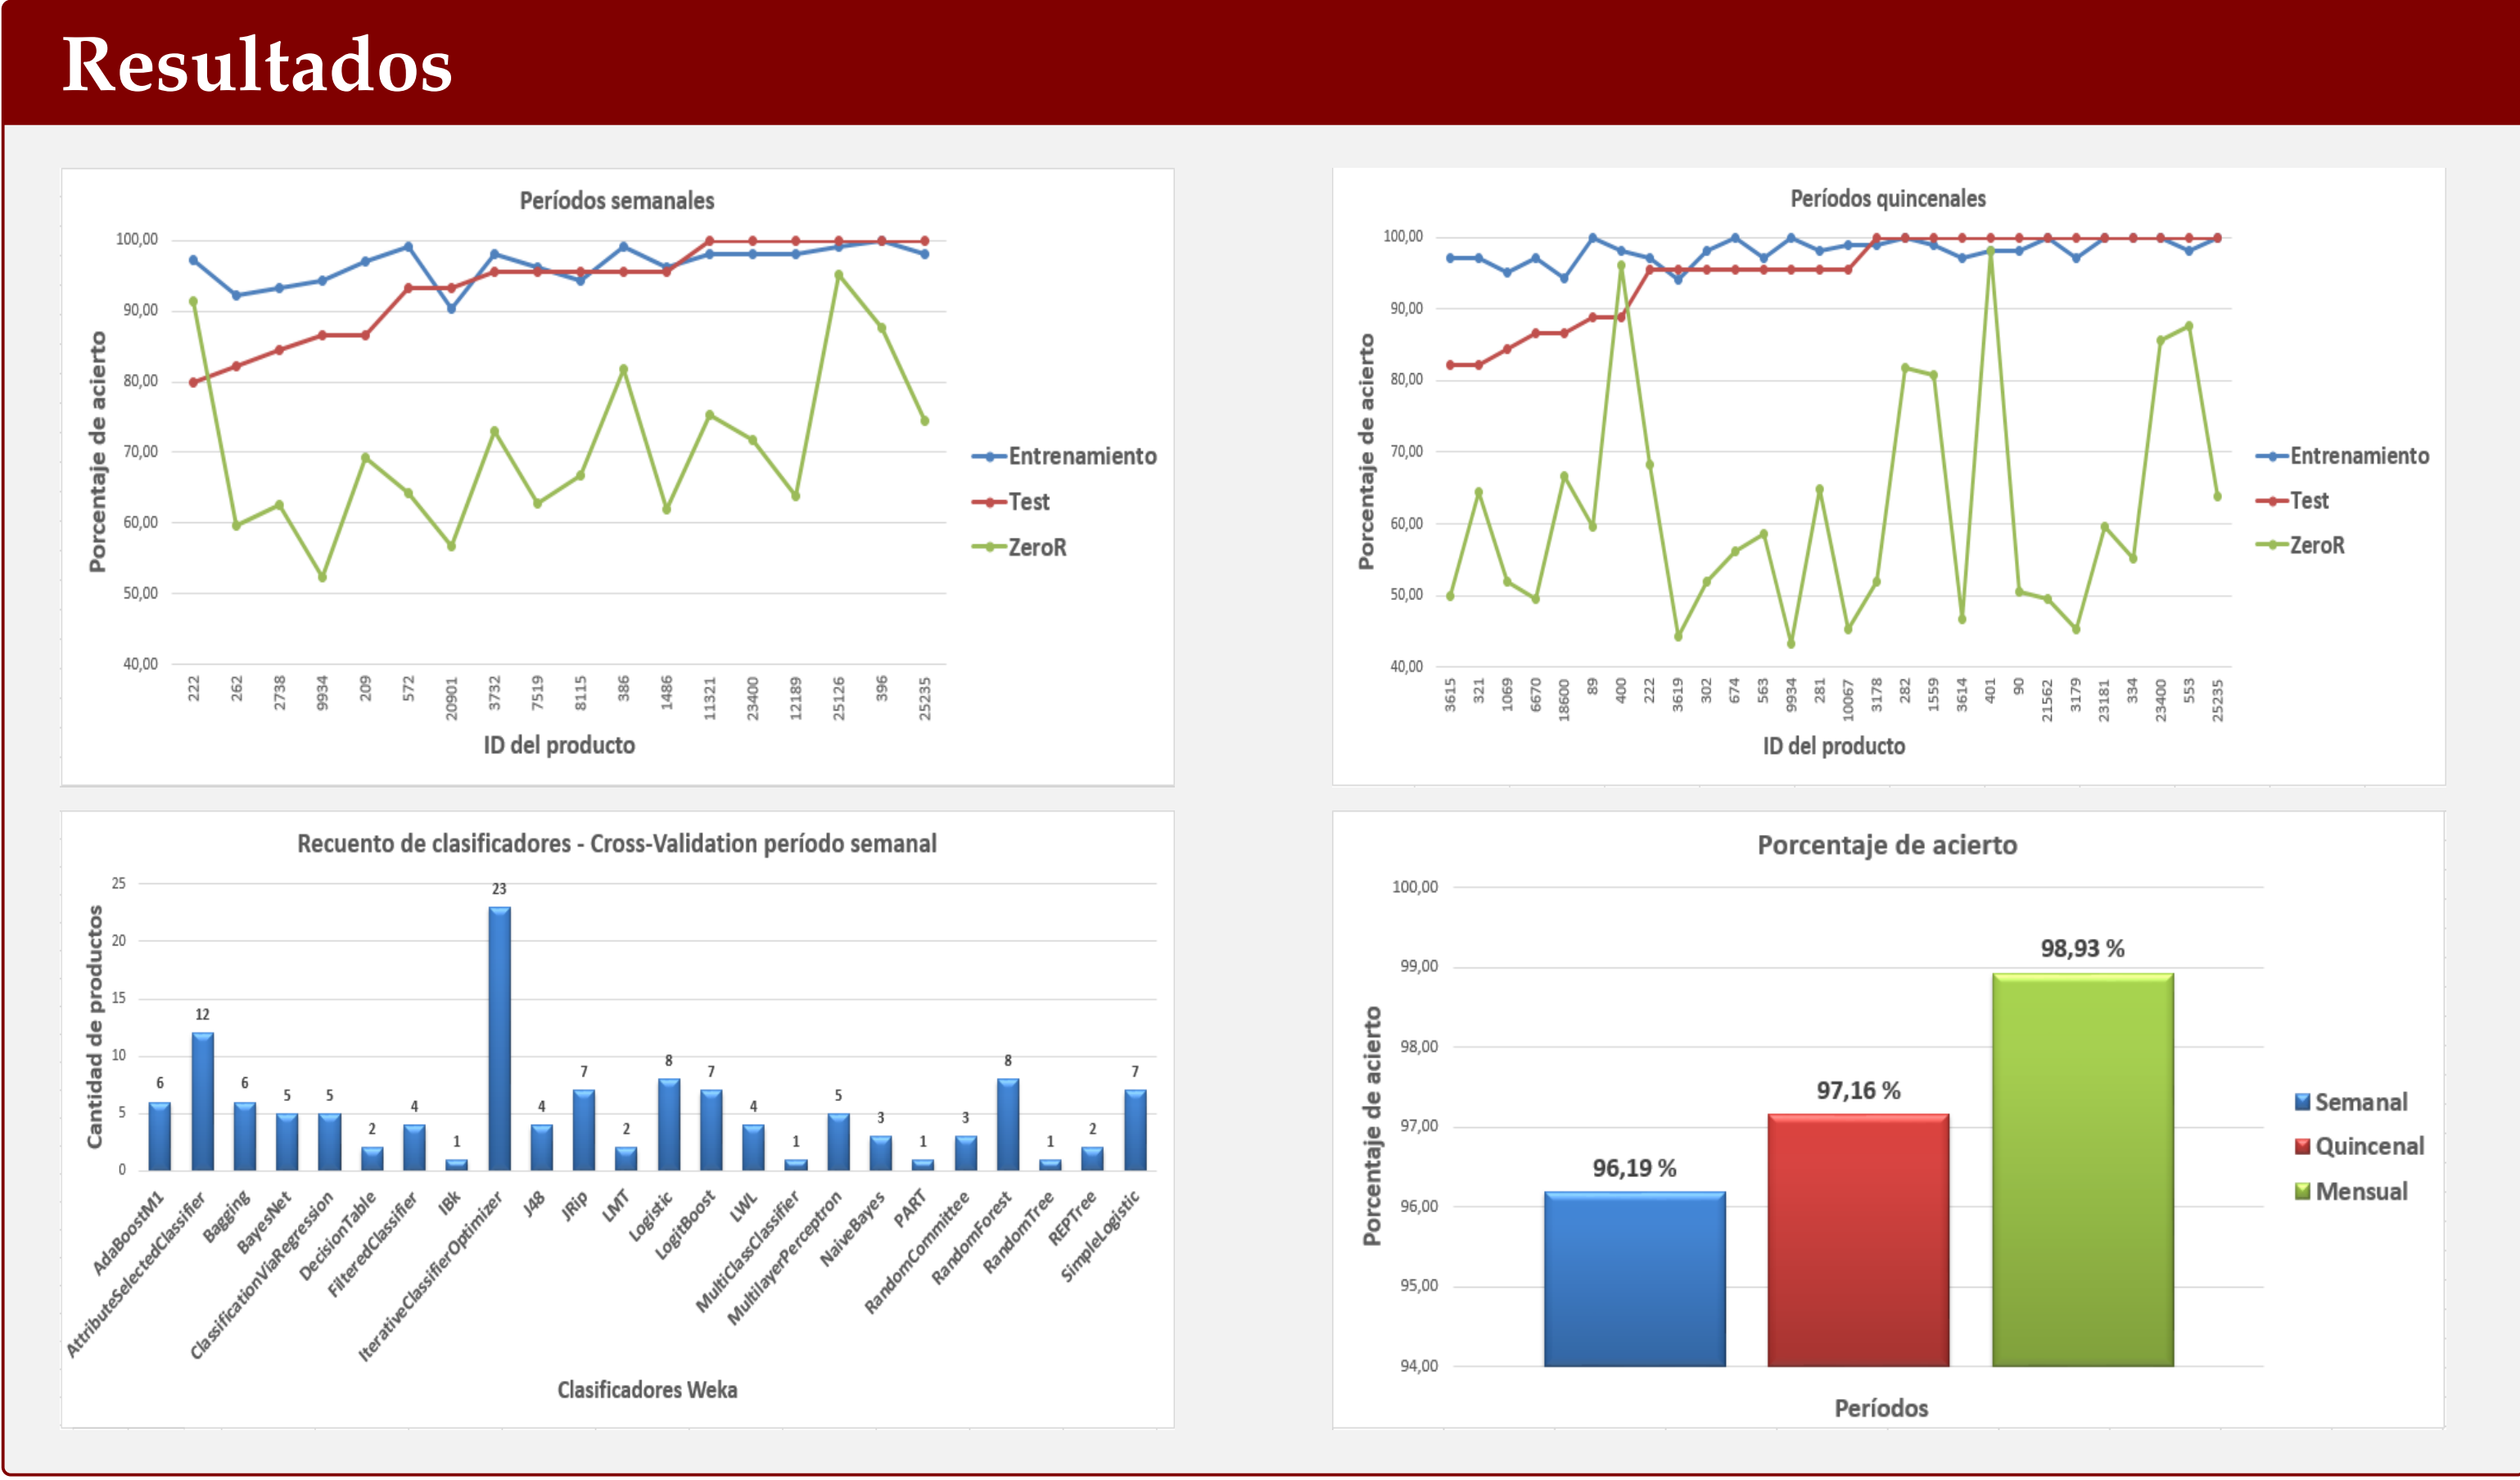 Resultados
Períodos semanales
Porcentaje de acierto
100,00
90,00
80,00
70,00
60,00
50,00
40,00
222
262
2738
99934
209
572
20901
3732
7519
8115
386
1486
11321
23400
12189
25126
396
25235
ID del producto
Entrenamiento
Test
ZeroR
Períodos quincenales
Porcentaje de acierto
100,00
90,00
80,00
70,00
60,00
50,00
40,00
3615
321
1069
6670
18600
89
400
222
3619
302
674
563
99934
281
10067
3178
282
1559
3614
401
90
21562
3179
23181
334
23400
553
25235
ID del producto
Entrenamiento
Test
ZeroR
Recuento de clasificadores - Cross-Validation período semanal
Cantidad de productos
25
20
15
10
5
0
6
12
6
5
5
2
4
1
23
4
7
2
8
7
4
1
5
3
1
3
8
1
2
7
AdaBoostM1
AttributeSelectedClassifier
Bagging
BayesNet
ClassificationViaRegression
DecisionTable
FilteredClassifier
IBk
IterativeClassifierOptimizer
J48
JRip
LMT
Logistic
LogitBoost
LWL
MultiClassClassifier
MultilayerPerceptron
NaiveBayes
PART
RandomCommittee
RandomForest
RandomTree
REPTree
SimpleLogistic
Clasificadores Weka
Porcentaje de acierto
Porcentaje de acierto
100,00
99,00
98,00
97,00
96,00
95,00
94,00
96,19 %
97,16 %
98,93 %
Períodos
Semanal
Quincenal
Mensual